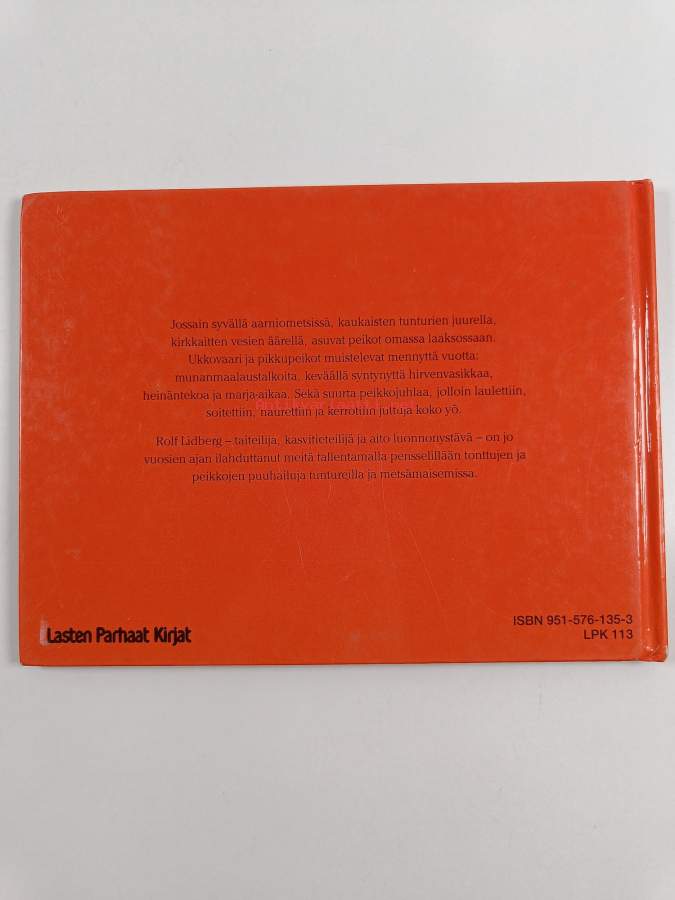 Jossain syvällä aarniometsissä, kaukaisten tunturien juurella,
kirkkaitten vesien äärellä, asuvat peikot omassa laaksossaan.
Ukkovaari ja pikkupeikot muistelevat mennyttä vuotta:
munanmaalaustalkoita, keväällä syntynyttä hirvenvasikkaa,
heinäntekoa ja marja-aikaa. Sekä suurta peikkojuhlaa, jolloin laulettiin,
soitettiin, naurettiin ja kerrottiin juttuja koko yö.
Rolf Lidberg – taiteilija, kasvitieteilijä ja aito luonnonystävä – on jo
vuosien ajan ilahduttanut meitä tallentamalla pensselillään tonttujen ja
peikkojen puuhailuja tuntureilla ja metsämaisemissa.
Lasten Parhaat Kirjat
ISBN 951-576-135-3
LPK 113